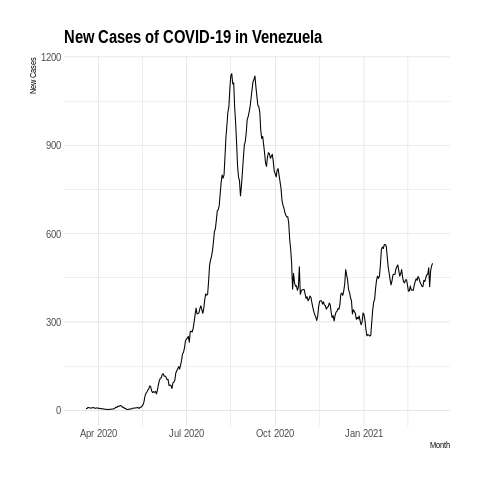 New Cases of COVID-19 in Venezuela
New Cases
1200
900
600
300
0
Apr 2020
Jul 2020
Oct 2020
Jan 2021
Month